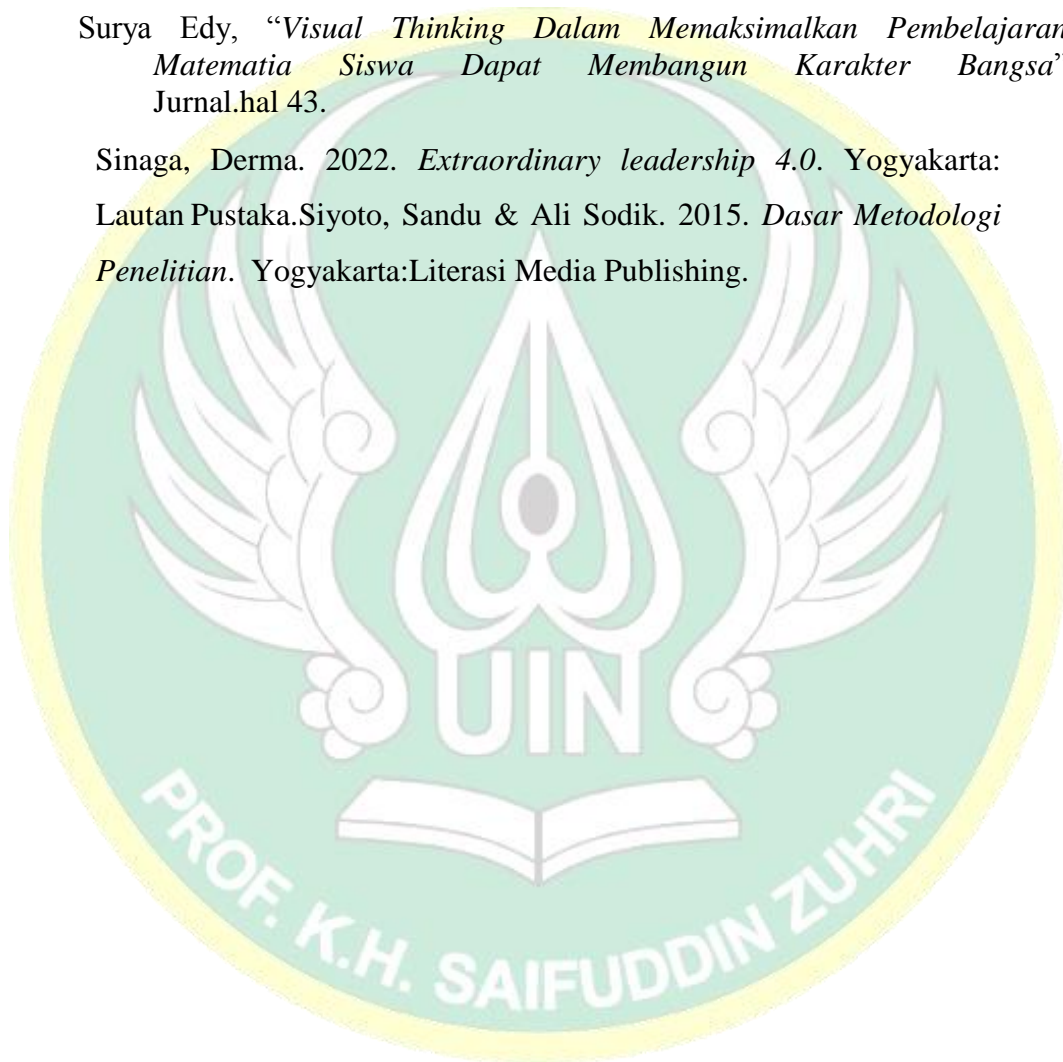 Surya Edy, “Visual Thinking Dalam Memaksimalkan Pembelajaran
Matematia Siswa Dapat Membangun Karakter Bangsa”
Jurnal.hal 43.
Sinaga, Derma. 2022. Extraordinary leadership 4.0. Yogyakarta:
Lautan Pustaka.Siyoto, Sandu & Ali Sodik. 2015. Dasar Metodologi
Penelitian. Yogyakarta:Literasi Media Publishing.
UIN
PROF. K.H. SAIFUDDIN ZUHRI